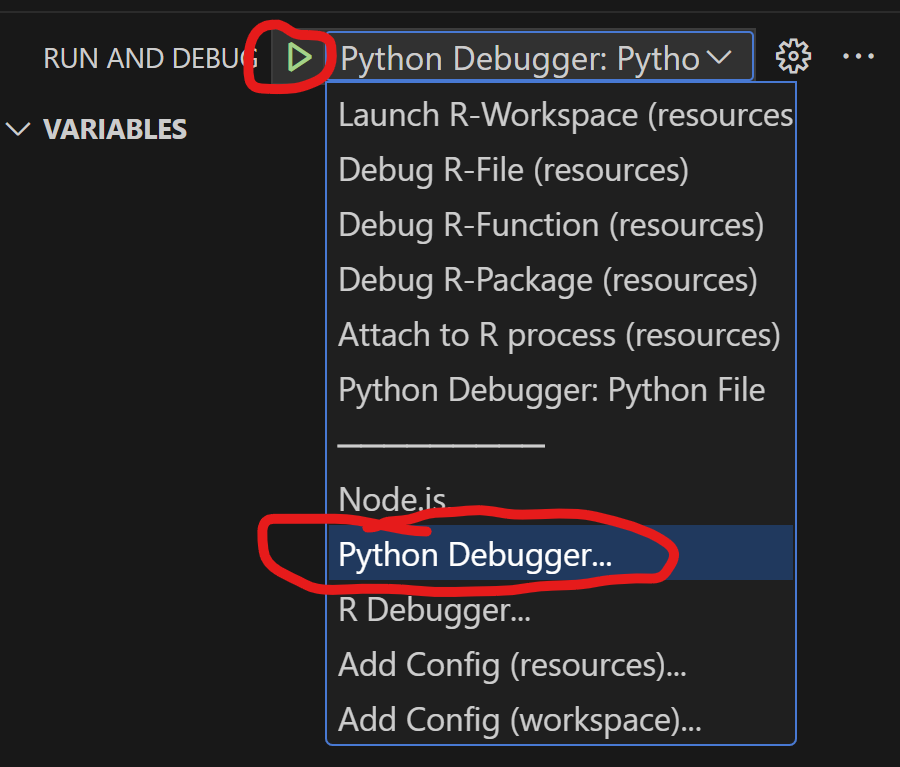 RUN AND DEBUG
Python Debugger: Pytho
VARIABLES
Launch R-Workspace (resources
Debug R-File (resources)
Debug R-Function (resources)
Debug R-Package (resources)
Attach to R process (resources)
Python Debugger: Python File
Node.js
Python Debugger...
R Debugger...
Add Config (resources)...
Add Config (workspace)...